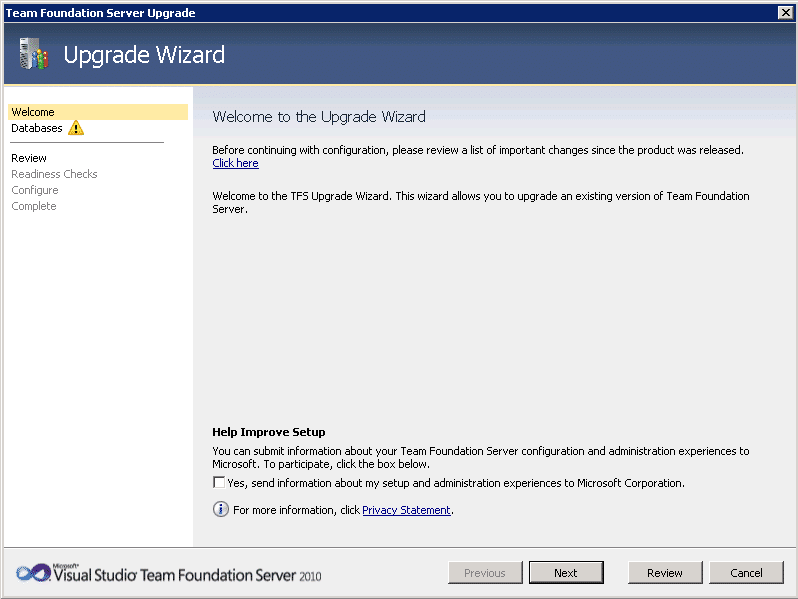 Team Foundation Server Upgrade
Upgrade Wizard
Welcome
Databases
Review
Readiness Checks
Configure
Complete
Welcome to the Upgrade Wizard
Before continuing with configuration, please review a list of important changes since the product was released.
Click here
Welcome to the TFS Upgrade Wizard. This wizard allows you to upgrade an existing version of Team Foundation
Server.
Help Improve Setup
You can submit information about your Team Foundation Server configuration and administration experiences to
Microsoft. To participate, click the box below.
Yes, send information about my setup and administration experiences to Microsoft Corporation.
For more information, click Privacy Statement.
Microsoft
Visual Studio Team Foundation Server 2010
Previous
Next
Review
Cancel